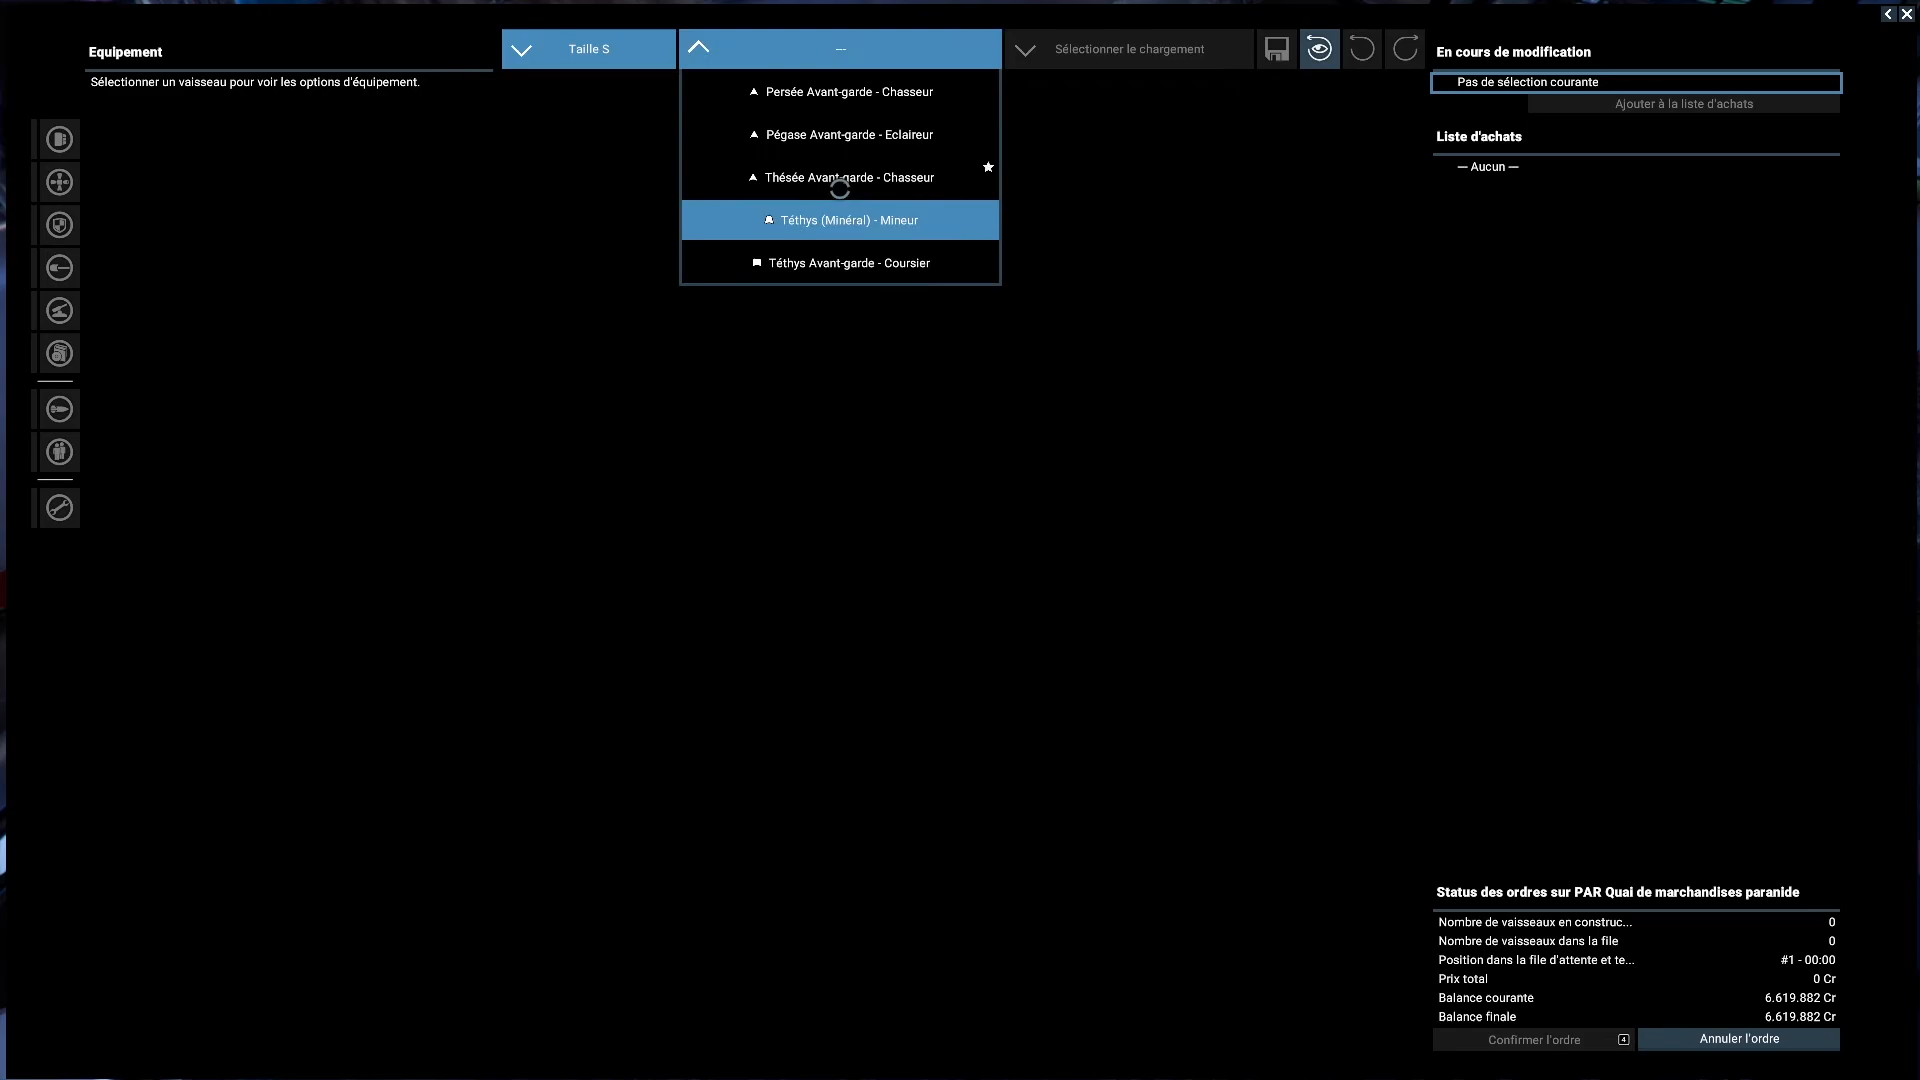 Equipement
Sélectionner un vaisseau pour voir les options d'équipement.
Taille S
---
Sélectionner le chargement
Persée Avant-garde - Chasseur
Pégase Avant-garde - Eclaireur
Thésée Avant-garde - Chasseur
Téthys (Minéral) - Mineur
Téthys Avant-garde - Coursier
En cours de modification
Pas de sélection courante
Ajouter à la liste d'achats
Liste d'achats
— Aucun —
Status des ordres sur PAR Quai de marchandises paranide
Nombre de vaisseaux en construc... 0
Nombre de vaisseaux dans la file 0
Position dans la file d'attente et te... #1 - 00:00
Prix total 0 Cr
Balance courante 6.619.882 Cr
Balance finale 6.619.882 Cr
Confirmer l'ordre 4
Annuler l'ordre